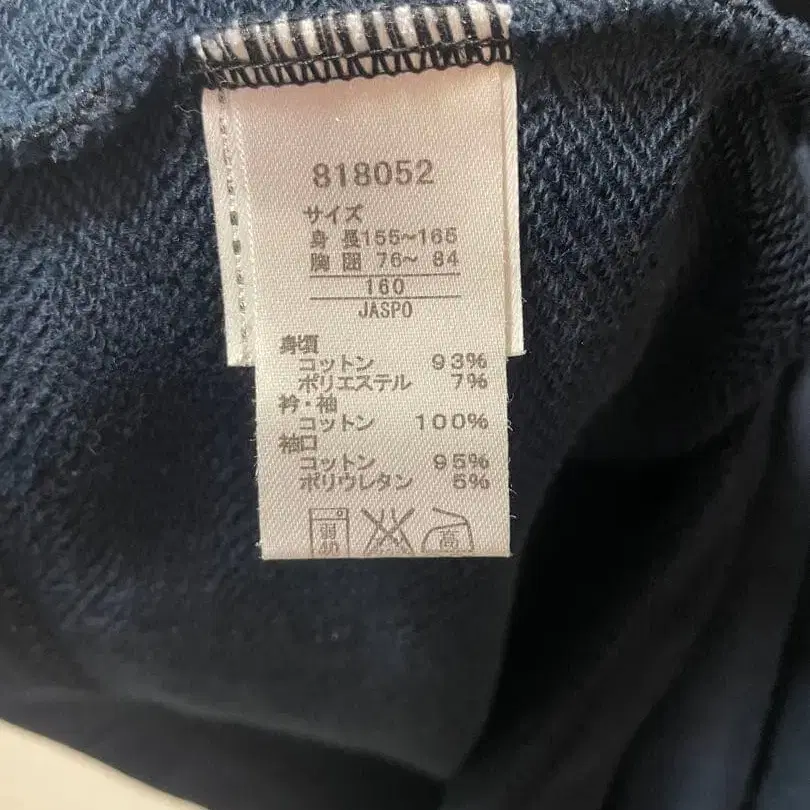 818052
サイズ
身 長155~165
胸 囲 76~ 84
160
JASPO
身頃
コットン 93%
ポリエステル 7%
衿・袖
コットン 100%
袖口
コットン 95%
ポリウレタン 5%
弱 高
40